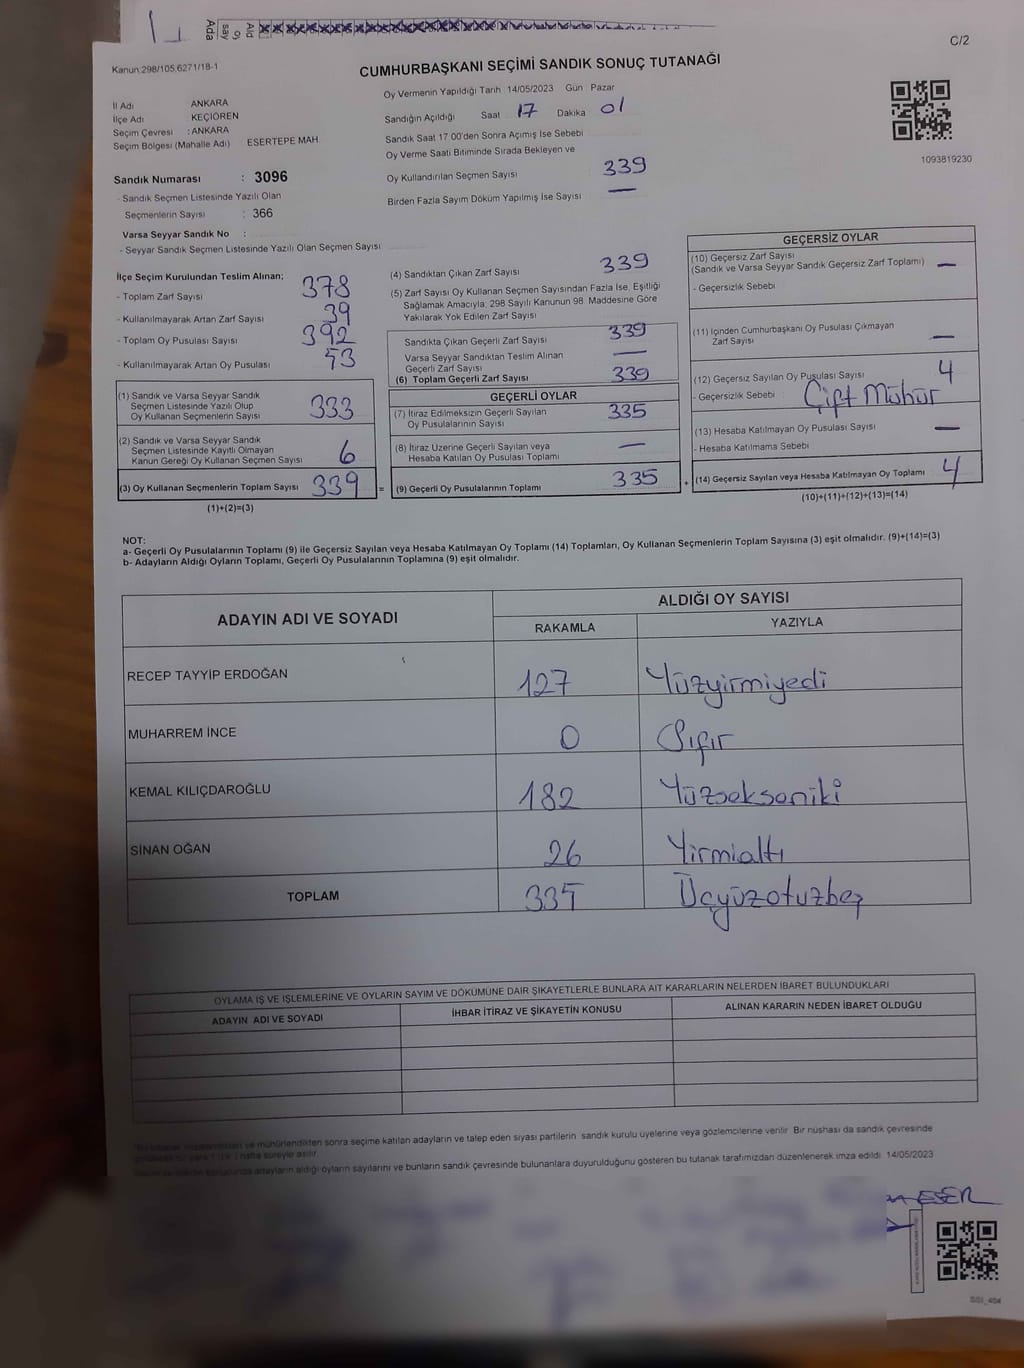 Ada
say
oy
Ald
C/2
Kanun:298/105,6271/18-1
CUMHURBAŞKANI SEÇİMİ SANDIK SONUÇ TUTANAĞI
İl Adı ANKARA
İlçe Adı KEÇİÖREN
Seçim Çevresi : ANKARA
Seçim Bölgesi (Mahalle Adı) ESERTEPE MAH.
Oy Vermenin Yapıldığı Tarih 14/05/2023 Gün Pazar
Sandığın Açıldığı Saat 17 Dakika 01
Sandık Saat 17.00'den Sonra Açımış İse Sebebi
Oy Verme Saati Bitiminde Sırada Bekleyen ve
Oy Kullandırılan Seçmen Sayısı 339
Birden Fazla Sayım Döküm Yapılmış İse Sayısı —
1093819230
Sandık Numarası : 3096
- Sandık Seçmen Listesinde Yazılı Olan
Seçmenlerin Sayısı : 366
Varsa Seyyar Sandık No :
- Seyyar Sandık Seçmen Listesinde Yazılı Olan Seçmen Sayısı
İlçe Seçim Kurulundan Teslim Alınan;
- Toplam Zarf Sayısı 378
- Kullanılmayarak Artan Zarf Sayısı 39
- Toplam Oy Pusulası Sayısı 392
- Kullanılmayarak Artan Oy Pusulası 53
(1) Sandık ve Varsa Seyyar Sandık
Seçmen Listesinde Yazılı Olup
Oy Kullanan Seçmenlerin Sayısı 333
(2) Sandık ve Varsa Seyyar Sandık
Seçmen Listesinde Kayıtlı Olmayan
Kanun Gereği Oy Kullanan Seçmen Sayısı 6
(3) Oy Kullanan Seçmenlerin Toplam Sayısı 339 =
(1)+(2)=(3)
(4) Sandıktan Çıkan Zarf Sayısı 339
(5) Zarf Sayısı Oy Kullanan Seçmen Sayısından Fazla İse, Eşitliği
Sağlamak Amacıyla; 298 Sayılı Kanunun 98. Maddesine Göre
Yakılarak Yok Edilen Zarf Sayısı
Sandıkta Çıkan Geçerli Zarf Sayısı 339
Varsa Seyyar Sandıktan Teslim Alınan
Geçerli Zarf Sayısı —
(6) Toplam Geçerli Zarf Sayısı 339
GEÇERLİ OYLAR
(7) İtiraz Edilmeksizin Geçerli Sayılan
Oy Pusulalarının Sayısı 335
(8) İtiraz Üzerine Geçerli Sayılan veya
Hesaba Katılan Oy Pusulası Toplamı —
(9) Geçerli Oy Pusulalarının Toplamı 335 +
GEÇERSİZ OYLAR
(10) Geçersiz Zarf Sayısı
(Sandık ve Varsa Seyyar Sandık Geçersiz Zarf Toplamı) —
- Geçersizlik Sebebi
(11) İçinden Cumhurbaşkanı Oy Pusulası Çıkmayan
Zarf Sayısı —
(12) Geçersiz Sayılan Oy Pusulası Sayısı 4
- Geçersizlik Sebebi Çift Mühür
(13) Hesaba Katılmayan Oy Pusulası Sayısı —
- Hesaba Katılmama Sebebi
(14) Geçersiz Sayılan veya Hesaba Katılmayan Oy Toplamı 4
(10)+(11)+(12)+(13)=(14)
NOT:
a- Geçerli Oy Pusulalarının Toplamı (9) ile Geçersiz Sayılan veya Hesaba Katılmayan Oy Toplamı (14) Toplamları, Oy Kullanan Seçmenlerin Toplam Sayısına (3) eşit olmalıdır. (9)+(14)=(3)
b- Adayların Aldığı Oyların Toplamı, Geçerli Oy Pusulalarının Toplamına (9) eşit olmalıdır.
ADAYIN ADI VE SOYADI
ALDIĞI OY SAYISI
RAKAMLA YAZIYLA
RECEP TAYYİP ERDOĞAN 127 Yüzyirmiyedi
MUHARREM İNCE 0 Sıfır
KEMAL KILIÇDAROĞLU 182 Yüzsekseniki
SİNAN OĞAN 26 Yirmialtı
TOPLAM 335 Üçyüzotuzbeş
OYLAMA İŞ VE İŞLEMLERİNE VE OYLARIN SAYIM VE DÖKÜMÜNE DAİR ŞİKAYETLERLE BUNLARA AİT KARARLARIN NELERDEN İBARET BULUNDUKLARI
ADAYIN ADI VE SOYADI İHBAR İTİRAZ VE ŞİKAYETİN KONUSU ALINAN KARARIN NEDEN İBARET OLDUĞU
ve mühürlendikten sonra seçime katılan adayların ve talep eden siyasi partilerin sandık kurulu üyelerine veya gözlemcilerine verilir. Bir nüshası da sandık çevresinde
hafta süreyle asılır.
adayların aldığı oyların sayılarını ve bunların sandık çevresinde bulunanlara duyurulduğunu gösteren bu tutanak tarafımızdan düzenlenerek imza edildi. 14/05/2023
ESER